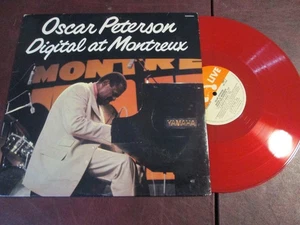 Oscar Peterson
Digital at Montreux
MONTRE
YAMAHA
LIVE